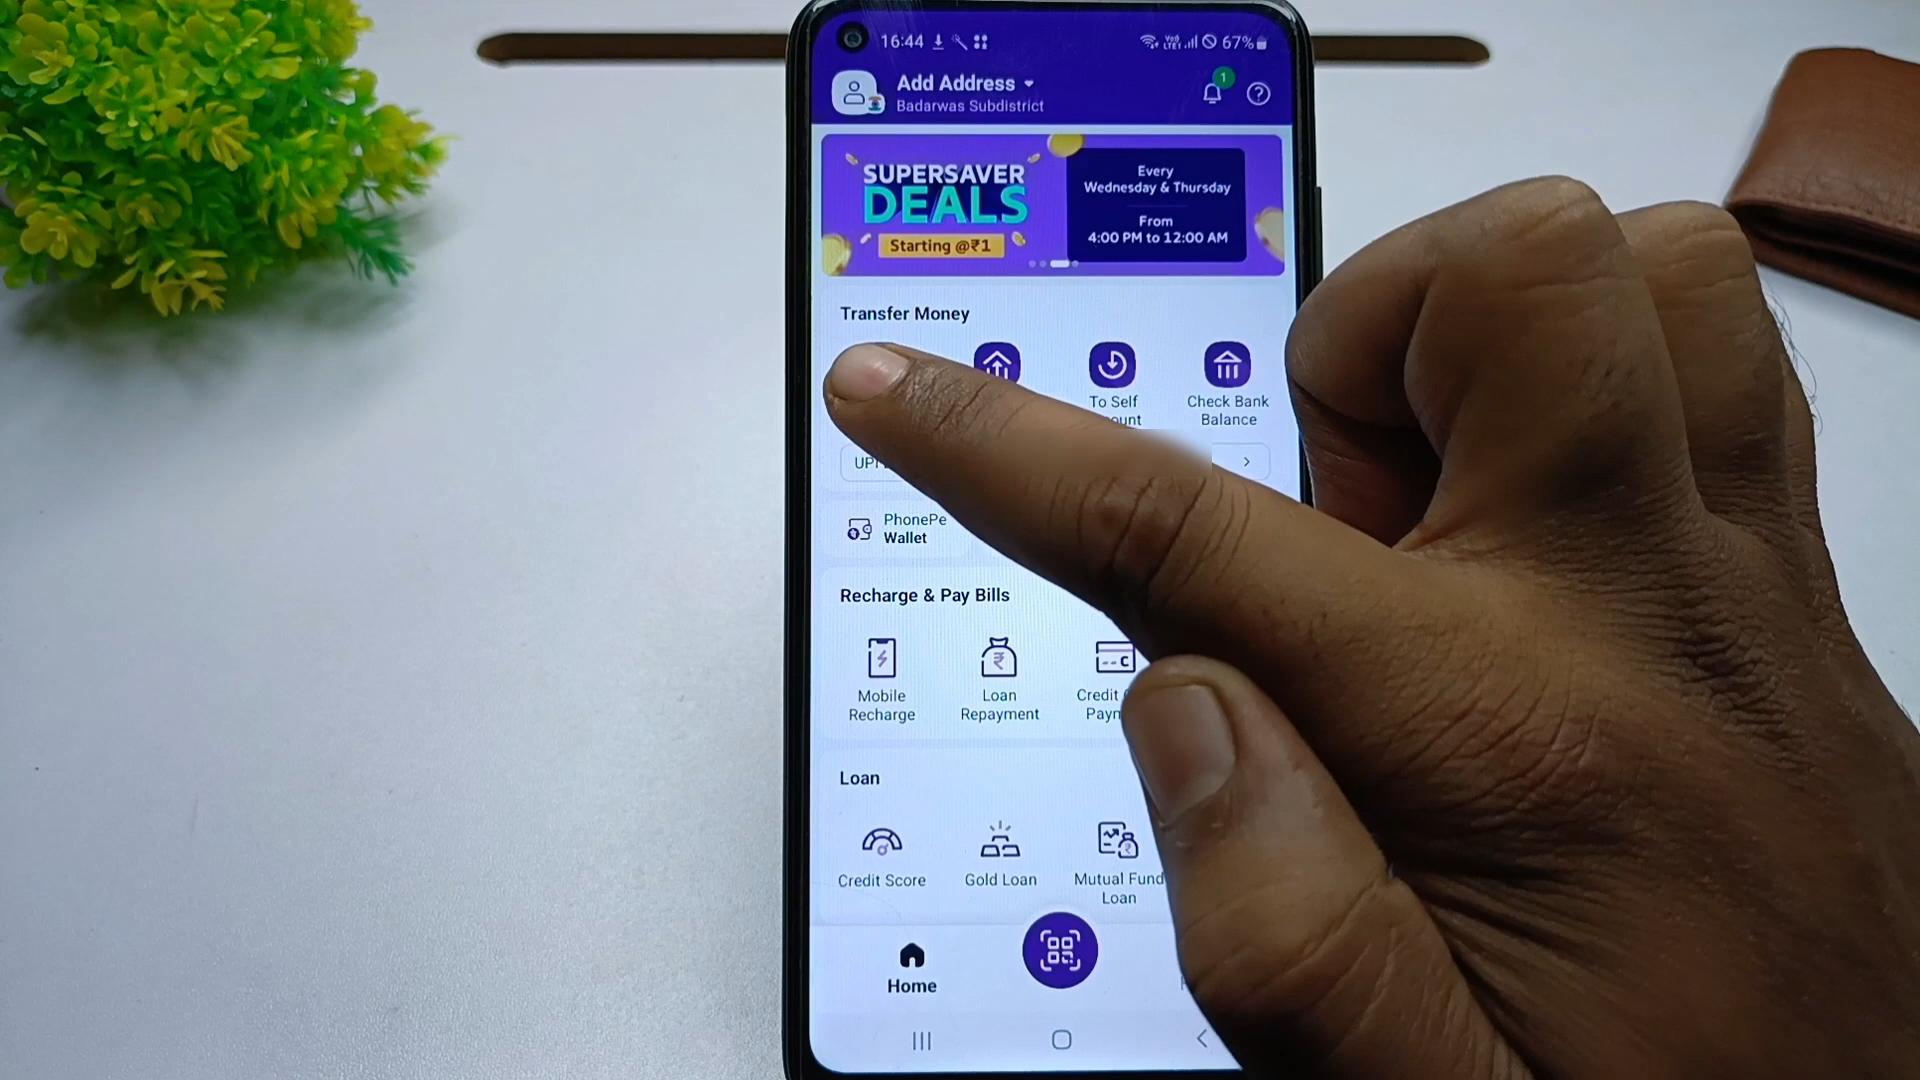 16:44 67%
Add Address
Badarwas Subdistrict
1
SUPERSAVER
DEALS
Starting @₹1
Every
Wednesday & Thursday
From
4:00 PM to 12:00 AM
Transfer Money
To Self
Check Bank
Balance
UPI
PhonePe
Wallet
Recharge & Pay Bills
Mobile
Recharge
Loan
Repayment
Credit
Loan
Credit Score
Gold Loan
Mutual Fund
Loan
Home